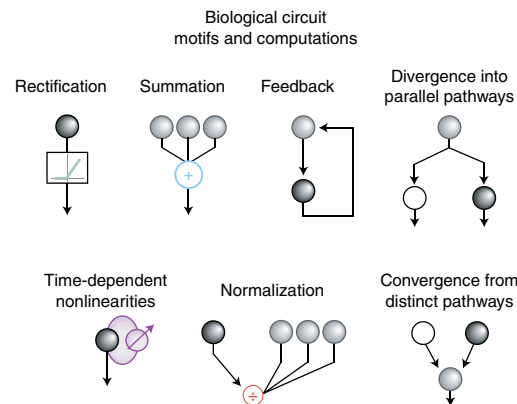 Biological circuit
motifs and computations
Rectification
Summation
Feedback
Divergence into
parallel pathways
+
Time-dependent
nonlinearities
Normalization
Convergence from
distinct pathways
÷